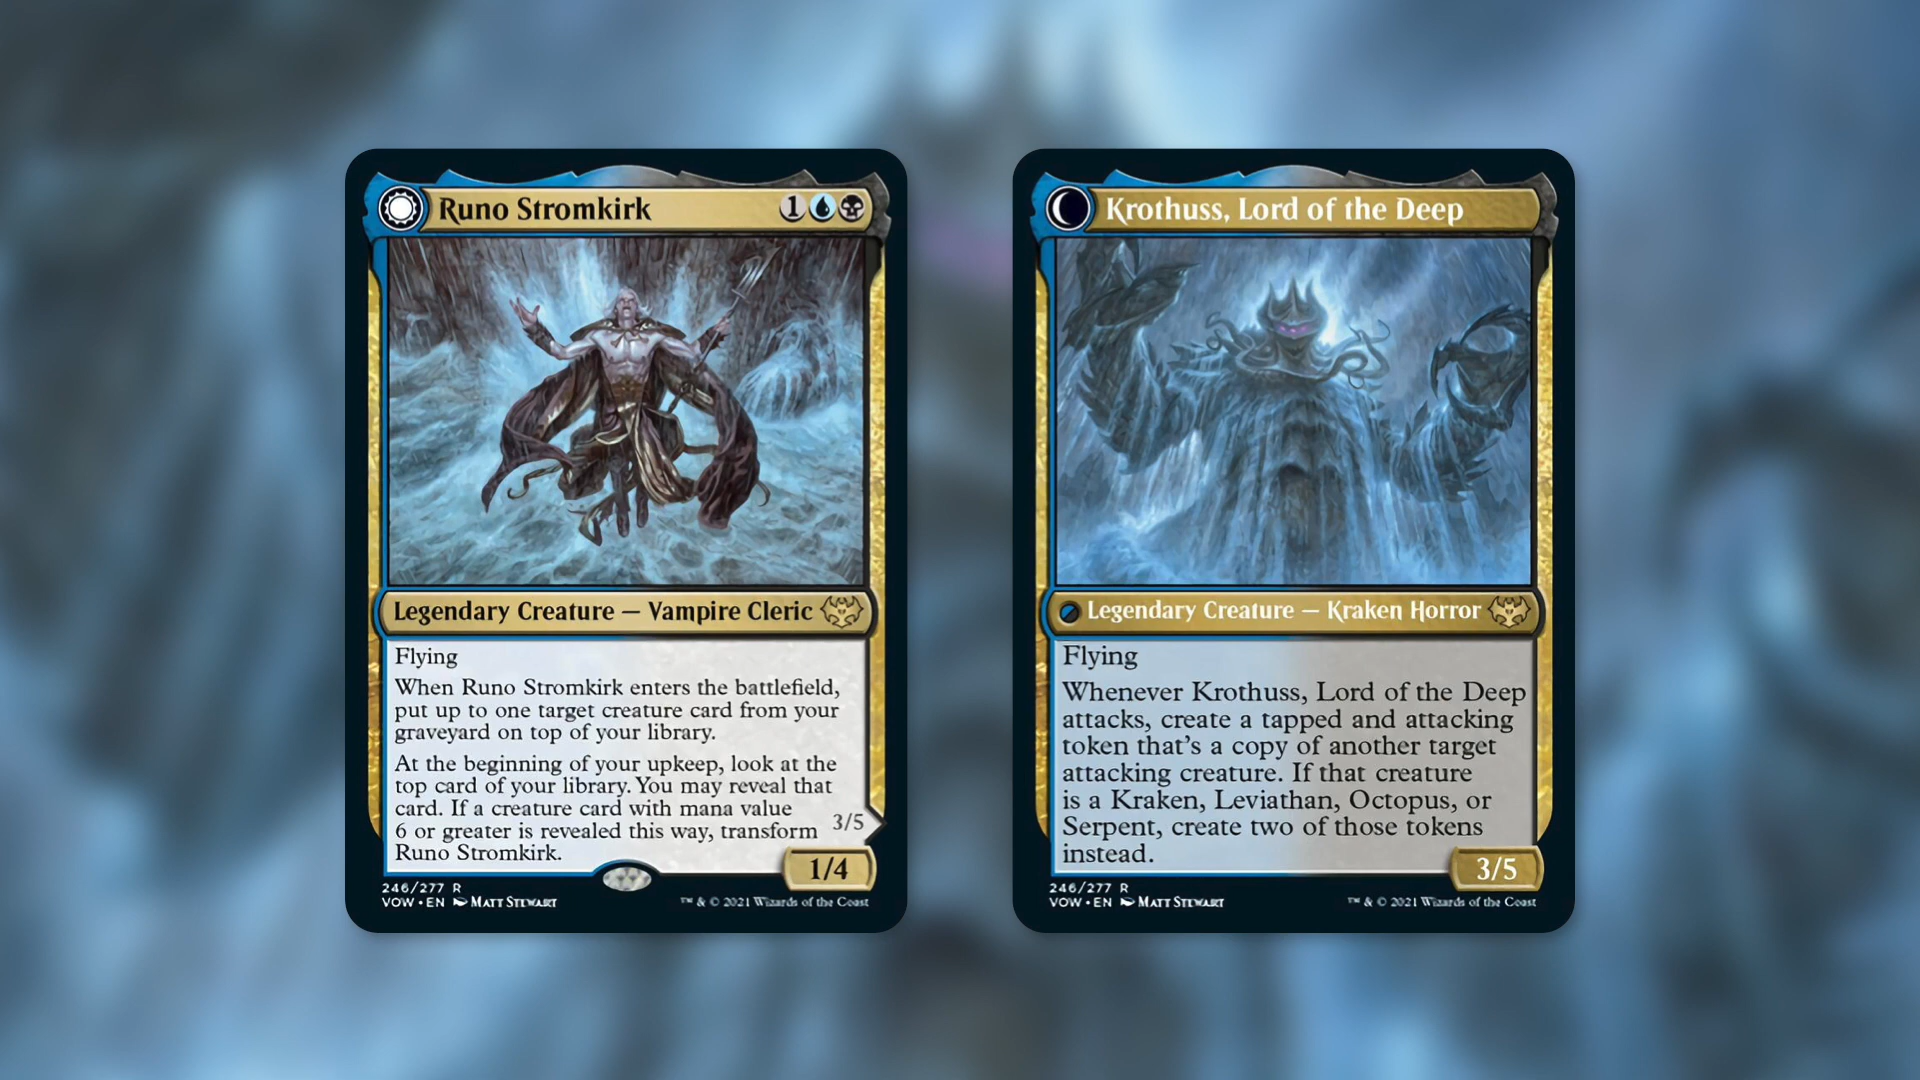 Runo Stromkirk
1
Legendary Creature — Vampire Cleric
Flying
When Runo Stromkirk enters the battlefield,
put up to one target creature card from your
graveyard on top of your library.
At the beginning of your upkeep, look at the
top card of your library. You may reveal that
card. If a creature card with mana value
6 or greater is revealed this way, transform
Runo Stromkirk.
3/5
1/4
246/277 R
VOW • EN Matt Stewart
™ & © 2021 Wizards of the Coast
Krothuss, Lord of the Deep
Legendary Creature — Kraken Horror
Flying
Whenever Krothuss, Lord of the Deep
attacks, create a tapped and attacking
token that's a copy of another target
attacking creature. If that creature
is a Kraken, Leviathan, Octopus, or
Serpent, create two of those tokens
instead.
3/5
246/277 R
VOW • EN Matt Stewart
™ & © 2021 Wizards of the Coast